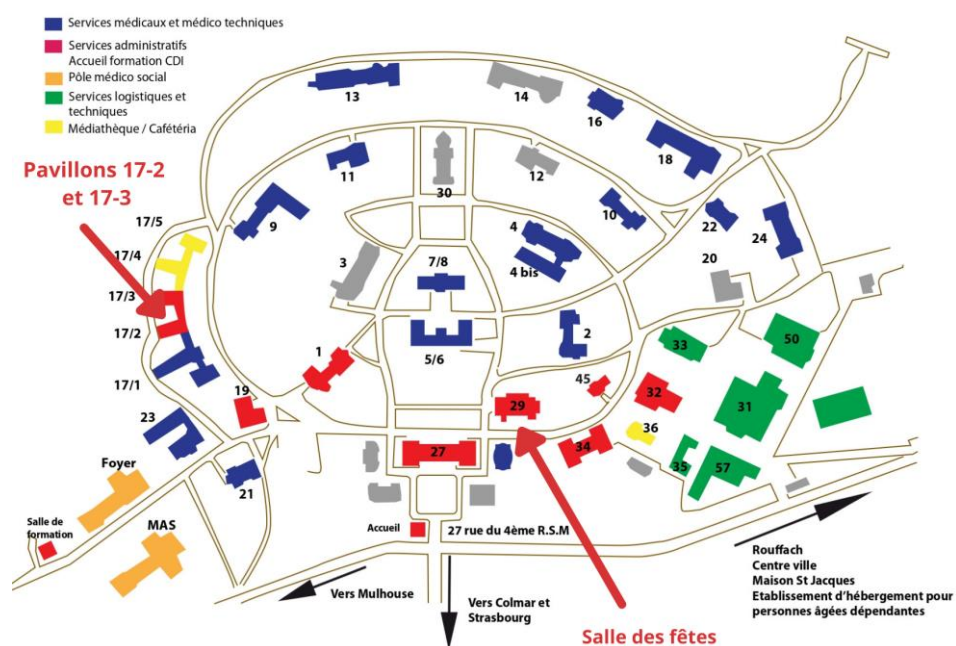 Services médicaux et médico techniques
Services administratifs
Accueil formation CDI
Pôle médico social
Services logistiques et
techniques
Médiathèque / Cafétéria
Pavillons 17-2
et 17-3
13
14
16
18
11
12
30
10
9
17/5
17/4
3
4
4 bis
7/8
22
24
20
17/3
17/2
17/1
1
5/6
2
33
50
19
45
32
31
29
23
36
27
34
35
57
21
Foyer
MAS
Salle de
formation
Accueil
27 rue du 4ème R.S.M
Vers Mulhouse
Vers Colmar et
Strasbourg
Rouffach
Centre ville
Maison St Jacques
Etablissement d'hébergement pour
personnes âgées dépendantes
Salle des fêtes